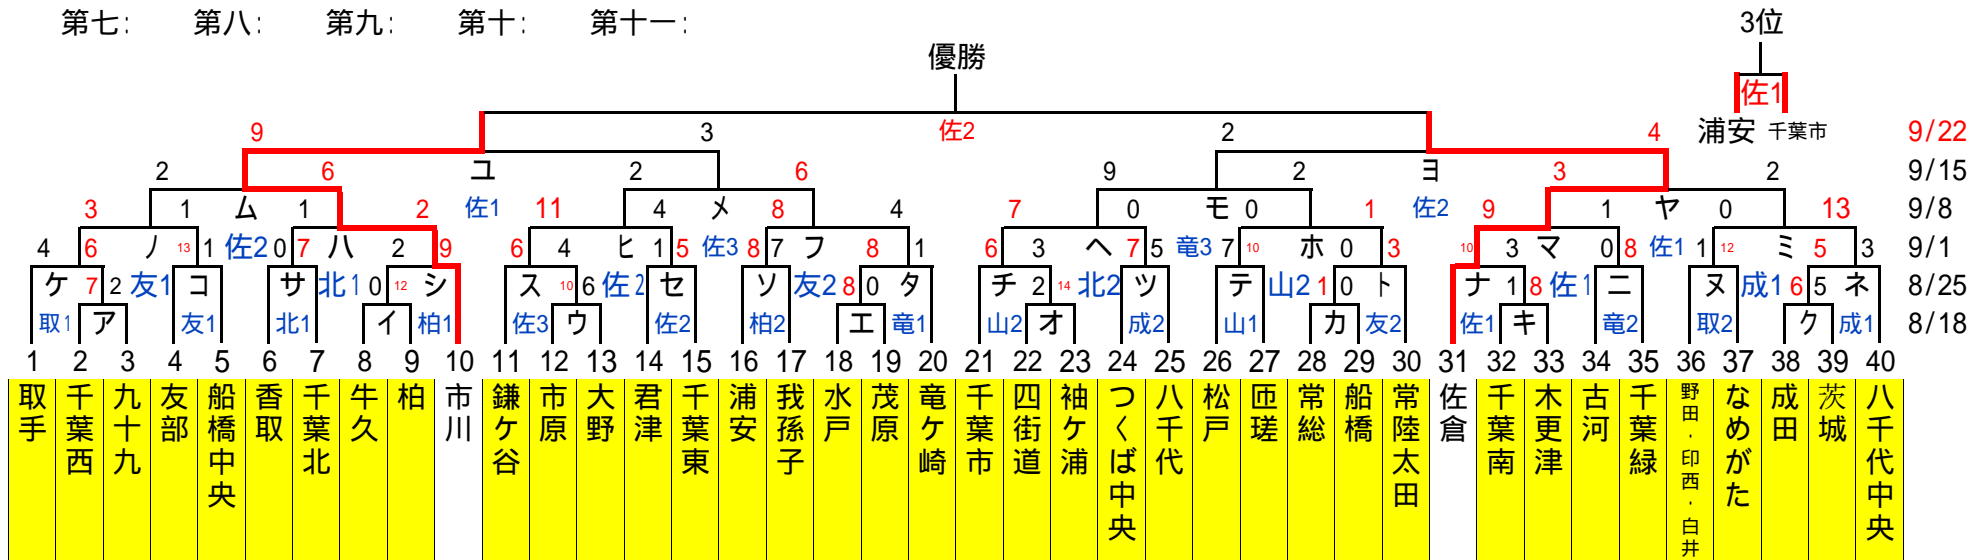 第七: 第八: 第九: 第十: 第十一: 3位
優勝
佐1
9 3 佐2 2 4 浦安 千葉市 9/22
2 6 ユ 2 6 9 2 ヨ 3 2 9/15
3 1 ム 1 2 佐1 11 4 メ 8 4 7 0 モ 0 1 佐2 9 1 ヤ 0 13 9/8
4 6 ノ 13 1 佐2 0 7 ハ 2 9 6 4 ヒ 1 5 佐3 8 7 フ 8 1 6 3 ヘ 7 5 竜3 7 10 ホ 0 3 10 3 マ 0 8 佐1 1 12 ミ 5 3 9/1
ケ 7 2 友1 コ サ 北1 0 12 シ ス 10 6 佐2 セ ソ 友2 8 0 タ チ 2 14 北2 ツ テ 山2 1 0 ト ナ 1 8 佐1 ニ ヌ 成1 6 5 ネ 8/25
取1 ア 友1 北1 イ 柏1 佐3 ウ 佐2 柏2 エ 竜1 山2 オ 成2 山1 カ 友2 佐1 キ 竜2 取2 ク 成1 8/18
1 2 3 4 5 6 7 8 9 10 11 12 13 14 15 16 17 18 19 20 21 22 23 24 25 26 27 28 29 30 31 32 33 34 35 36 37 38 39 40
取手
千葉西
九十九
友部
船橋中央
香取
千葉北
牛久
柏
市川
鎌ケ谷
市原
大野
君津
千葉東
浦安
我孫子
水戸
茂原
竜ケ崎
千葉市
四街道
袖ケ浦
つくば中央
八千代
松戸
匝瑳
常総
船橋
常陸太田
佐倉
千葉南
木更津
古河
千葉緑
野田・印西・白井
なめがた
成田
茨城
八千代中央